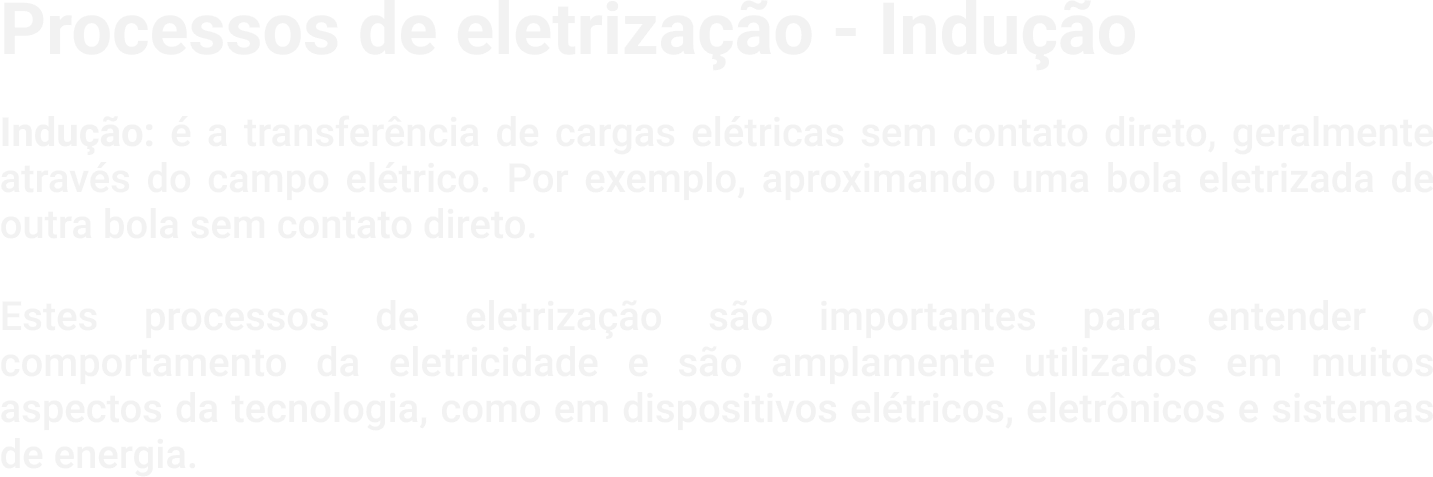 Processos de eletrização - Indução
Indução: é a transferência de cargas elétricas sem contato direto, geralmente
através do campo elétrico. Por exemplo, aproximando uma bola eletrizada de
outra bola sem contato direto.
Estes processos de eletrização são importantes para entender o
comportamento da eletricidade e são amplamente utilizados em muitos
aspectos da tecnologia, como em dispositivos elétricos, eletrônicos e sistemas
de energia.